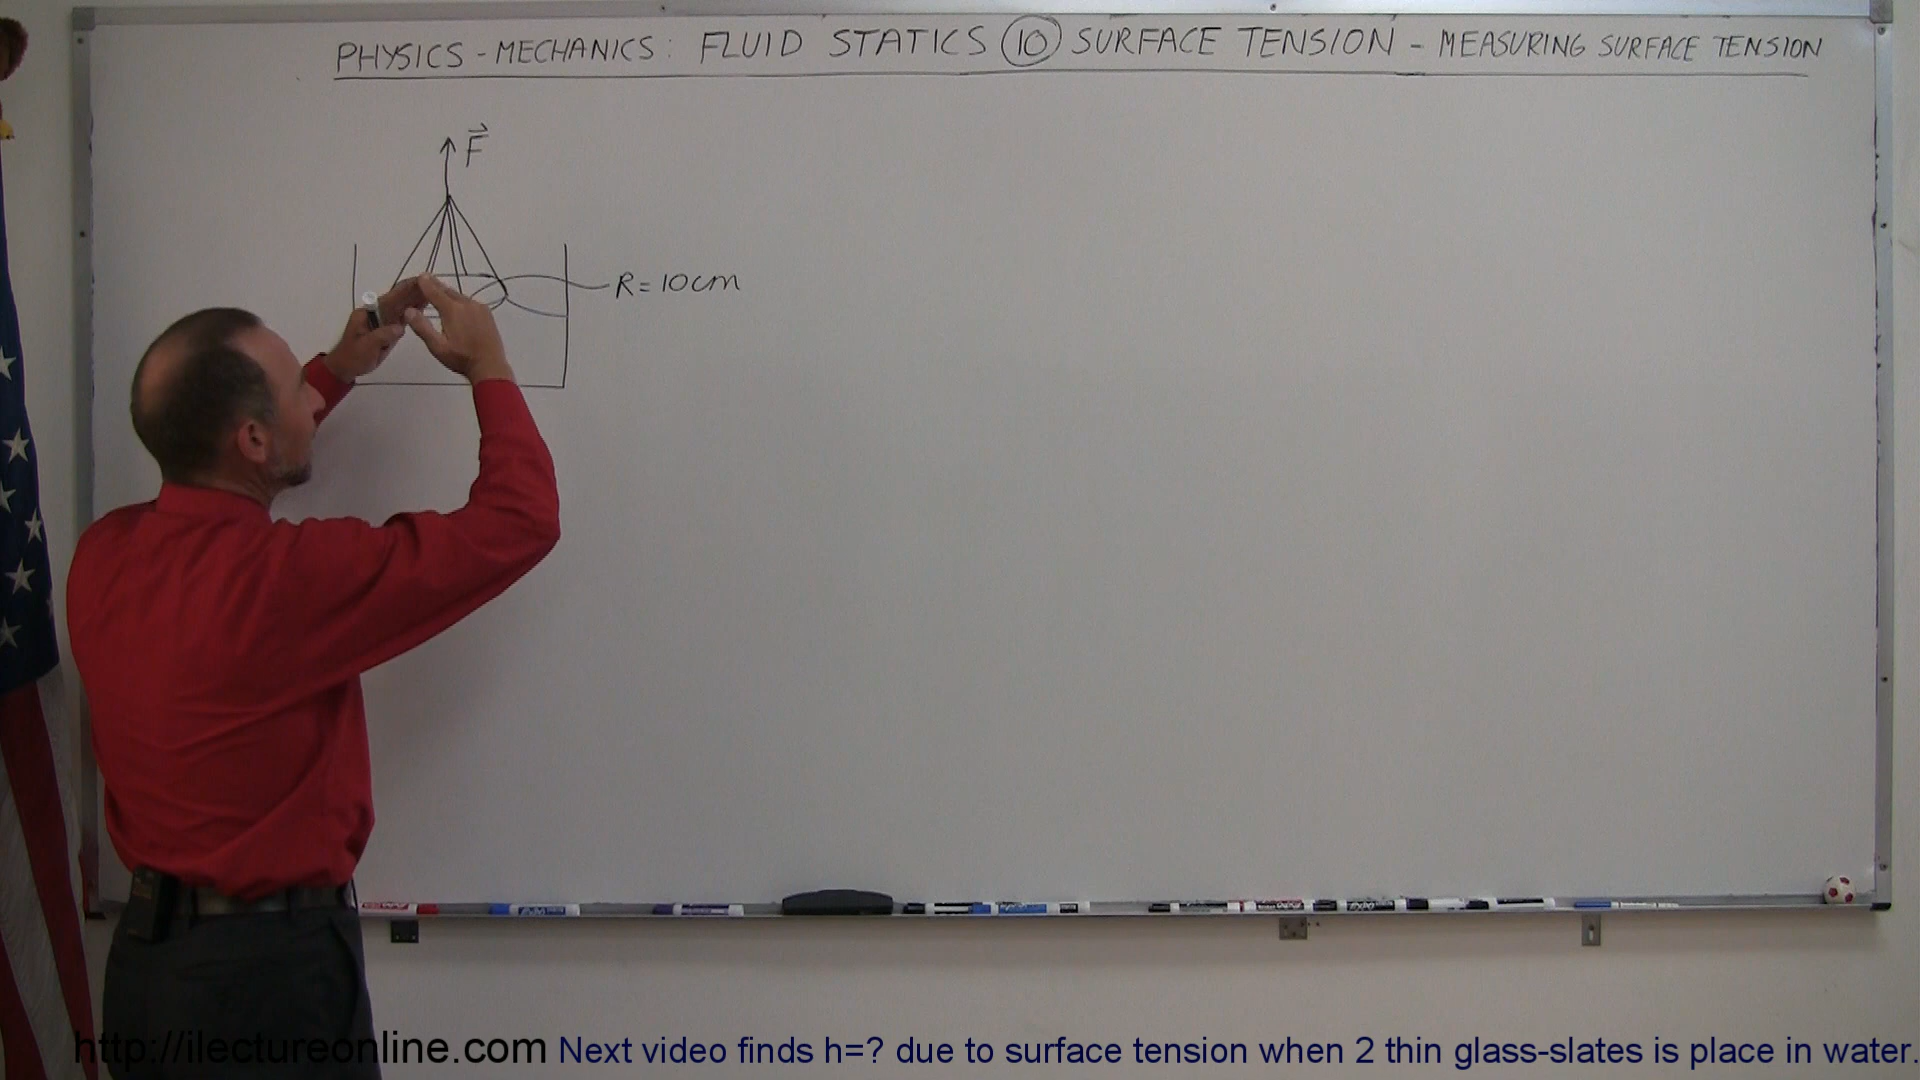 PHYSICS - MECHANICS: FLUID STATICS 10 SURFACE TENSION - MEASURING SURFACE TENSION
F
R = 10cm
http://ilectureonline.com Next video finds h=? due to surface tension when 2 thin glass-slates is place in water.